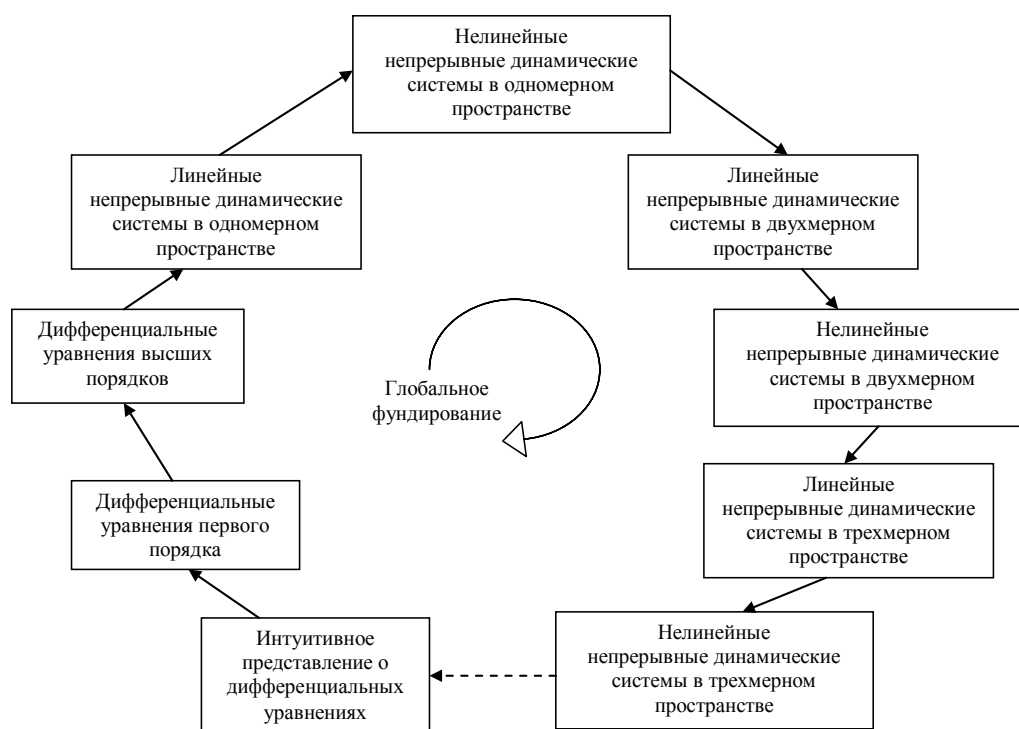 Нелинейные
непрерывные динамические
системы в одномерном
пространстве
Линейные
непрерывные динамические
системы в одномерном
пространстве
Линейные
непрерывные динамические
системы в двухмерном
пространстве
Дифференциальные
уравнения высших
порядков
Глобальное
фундирование
Нелинейные
непрерывные динамические
системы в двухмерном
пространстве
Дифференциальные
уравнения первого
порядка
Линейные
непрерывные динамические
системы в трехмерном
пространстве
Интуитивное
представление о
дифференциальных
уравнениях
Нелинейные
непрерывные динамические
системы в трехмерном
пространстве